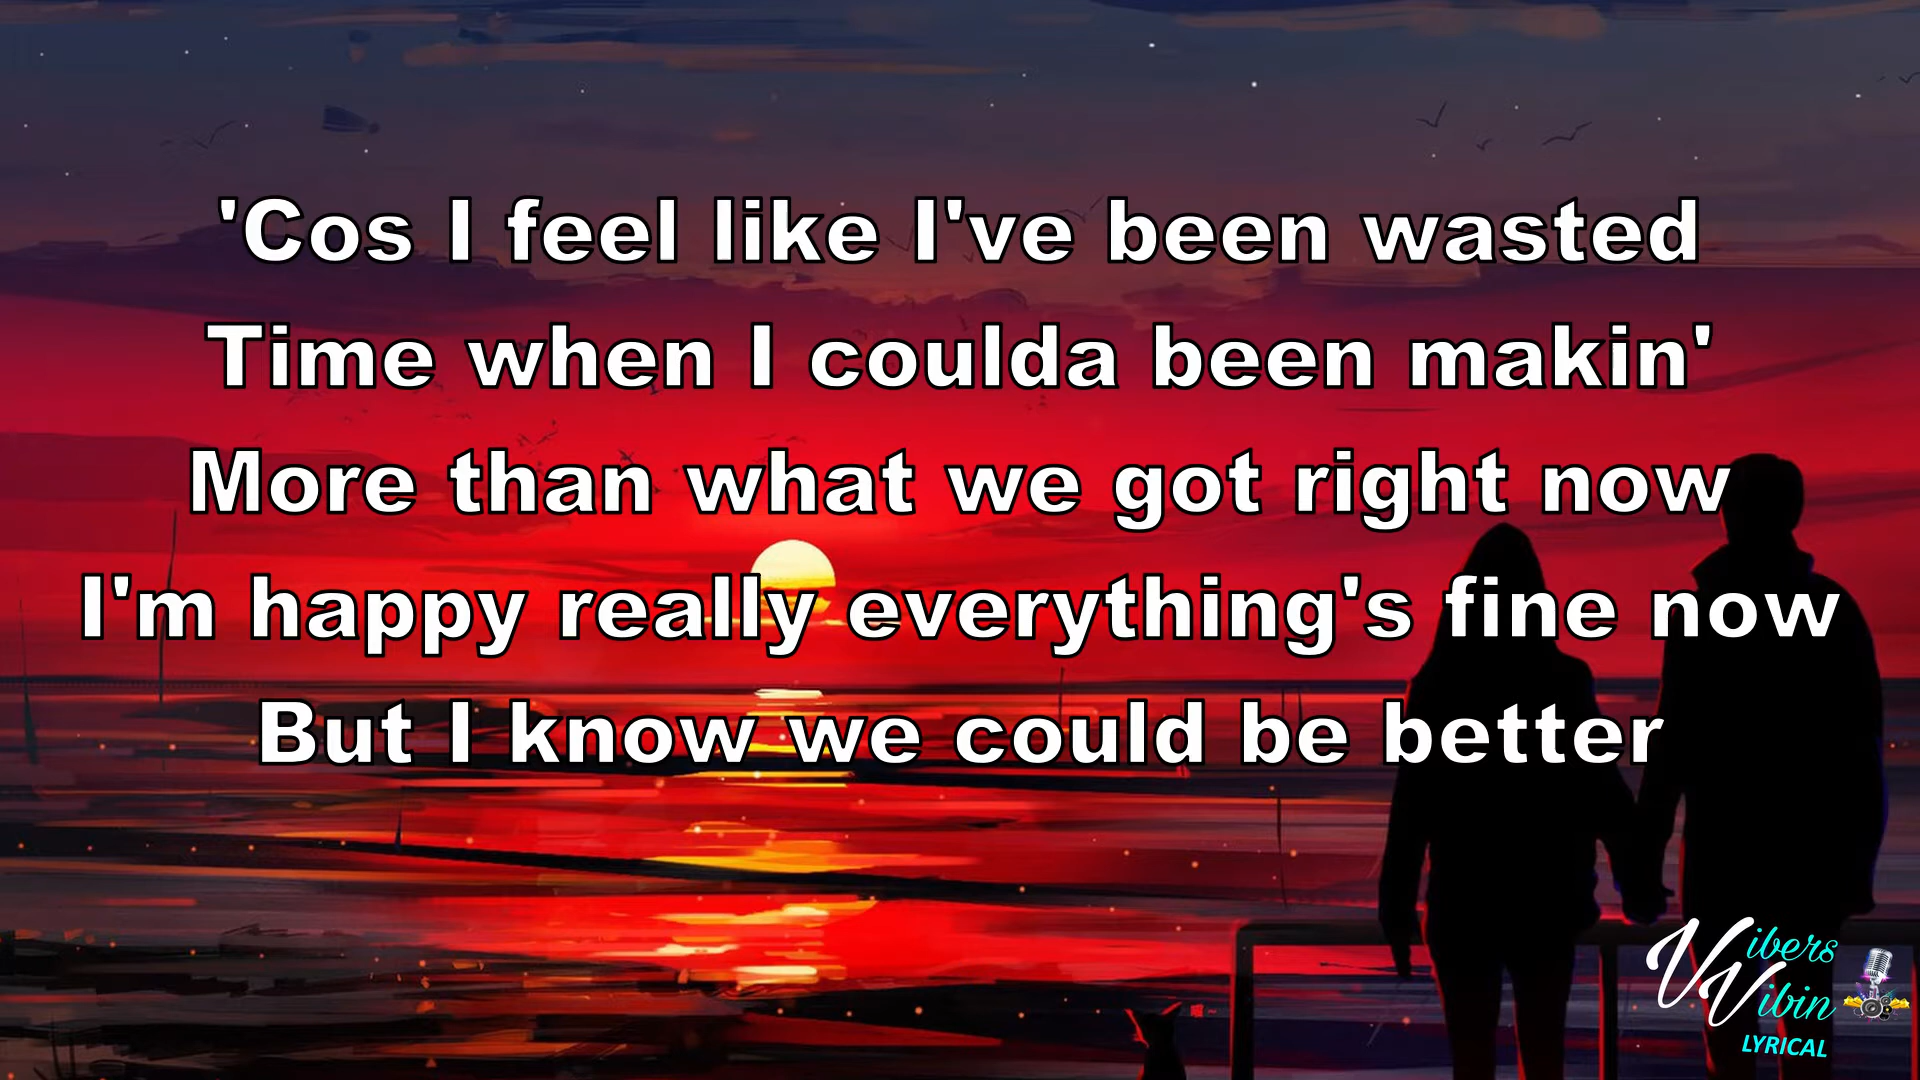 'Cos I feel like I've been wasted
Time when I coulda been makin'
More than what we got right now
I'm happy really everything's fine now
But I know we could be better
Vibers
Vibin
LYRICAL